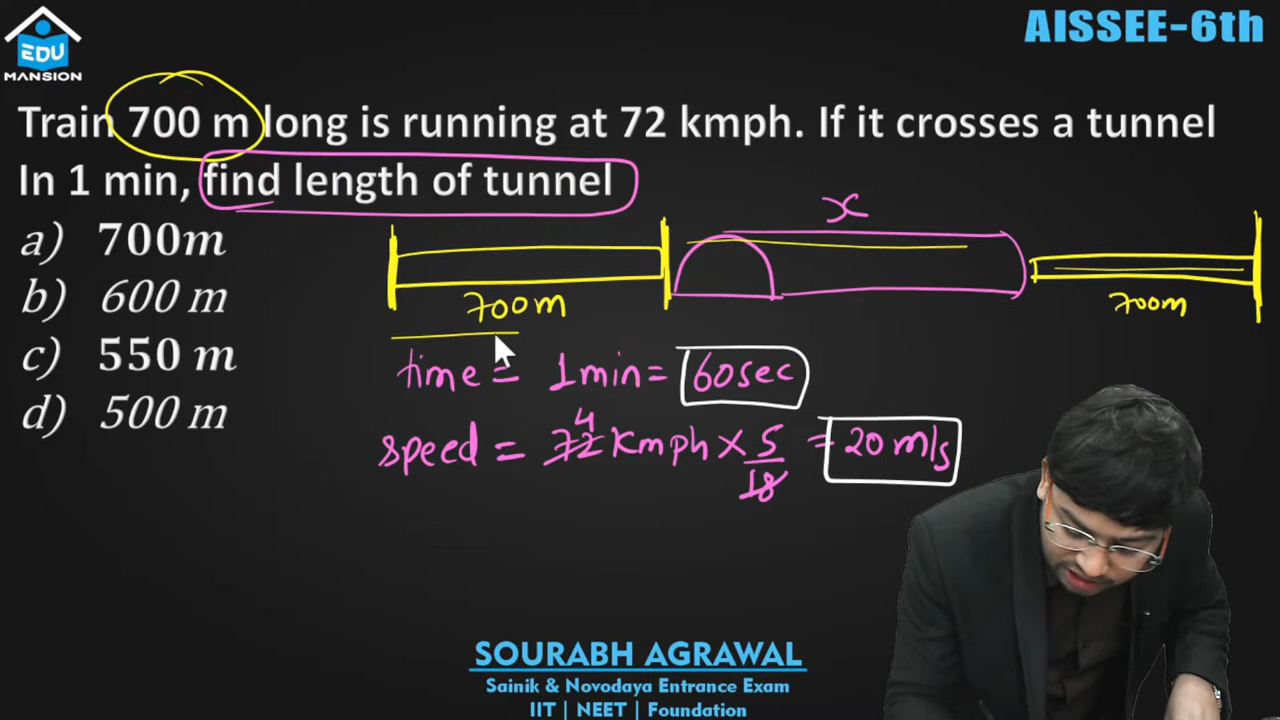 EDU
MANSION
AISSEE-6th
Train 700 m long is running at 72 kmph. If it crosses a tunnel
In 1 min, find length of tunnel
a) 700m
b) 600 m
c) 550 m
d) 500 m
x
700m
700m
time = 1min = 60sec
speed = 72 4 kmph × 5/18 = 20 m/s
SOURABH AGRAWAL
Sainik & Novodaya Entrance Exam
IIT | NEET | Foundation